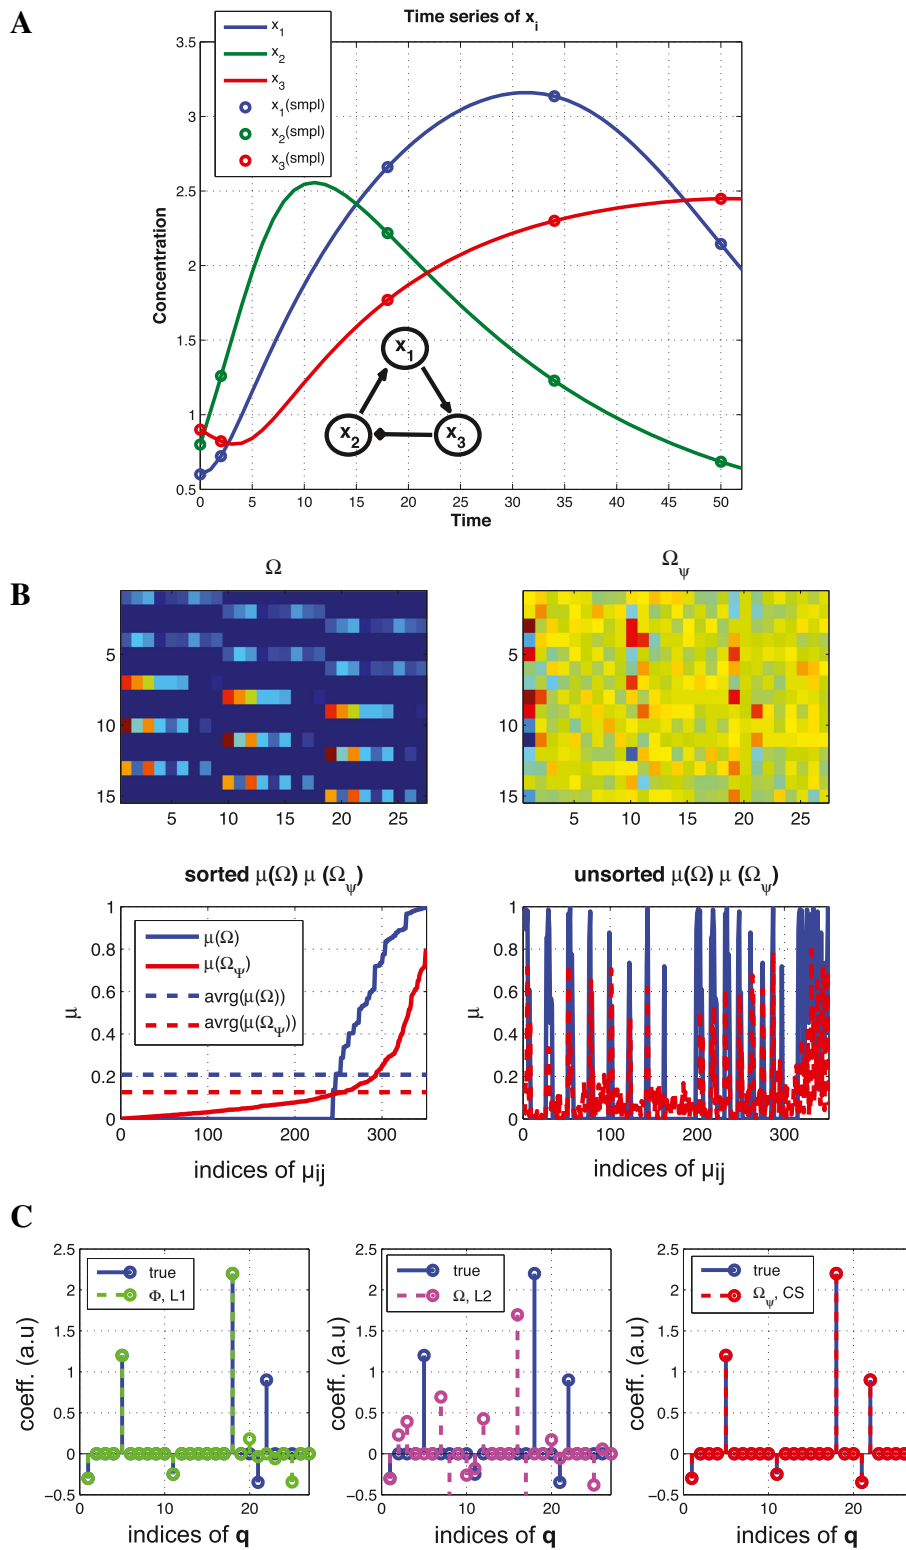 A
Time series of x_i
x_1
x_2
x_3
x_1(smpl)
x_2(smpl)
x_3(smpl)
3.5
3
2.5
2
1.5
1
0.5
Concentration
x_1
x_2
x_3
0 5 10 15 20 25 30 35 40 45 50
Time
B
Ω
5
10
15
5 10 15 20 25
Ω_ψ
5
10
15
5 10 15 20 25
sorted μ(Ω) μ (Ω_ψ)
μ(Ω)
μ(Ω_Ψ)
avrg(μ(Ω))
avrg(μ(Ω_Ψ))
1
0.8
0.6
0.4
0.2
0
μ
0 100 200 300
indices of μij
unsorted μ(Ω) μ (Ω_ψ)
1
0.8
0.6
0.4
0.2
0
μ
0 100 200 300
indices of μij
C
true
Φ, L1
2.5
2
1.5
1
0.5
0
−0.5
coeff. (a.u)
0 10 20
indices of q
true
Ω, L2
2.5
2
1.5
1
0.5
0
−0.5
coeff. (a.u)
0 10 20
indices of q
true
Ω_ψ, CS
2.5
2
1.5
1
0.5
0
−0.5
coeff. (a.u)
0 10 20
indices of q